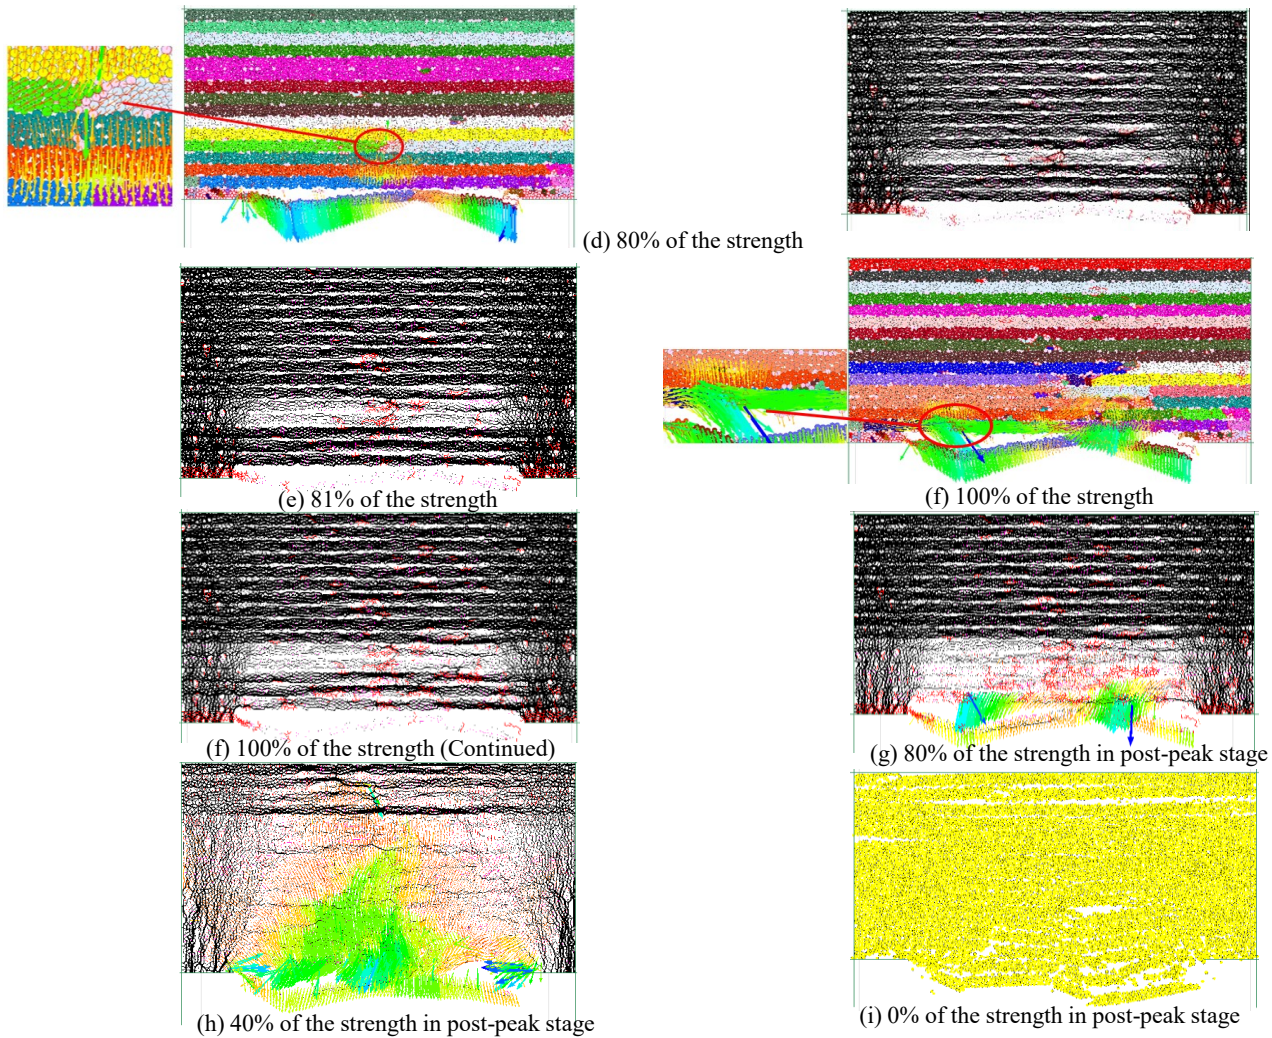 (d) 80% of the strength
(e) 81% of the strength
(f) 100% of the strength
(f) 100% of the strength (Continued)
(g) 80% of the strength in post-peak stage
(h) 40% of the strength in post-peak stage
(i) 0% of the strength in post-peak stage